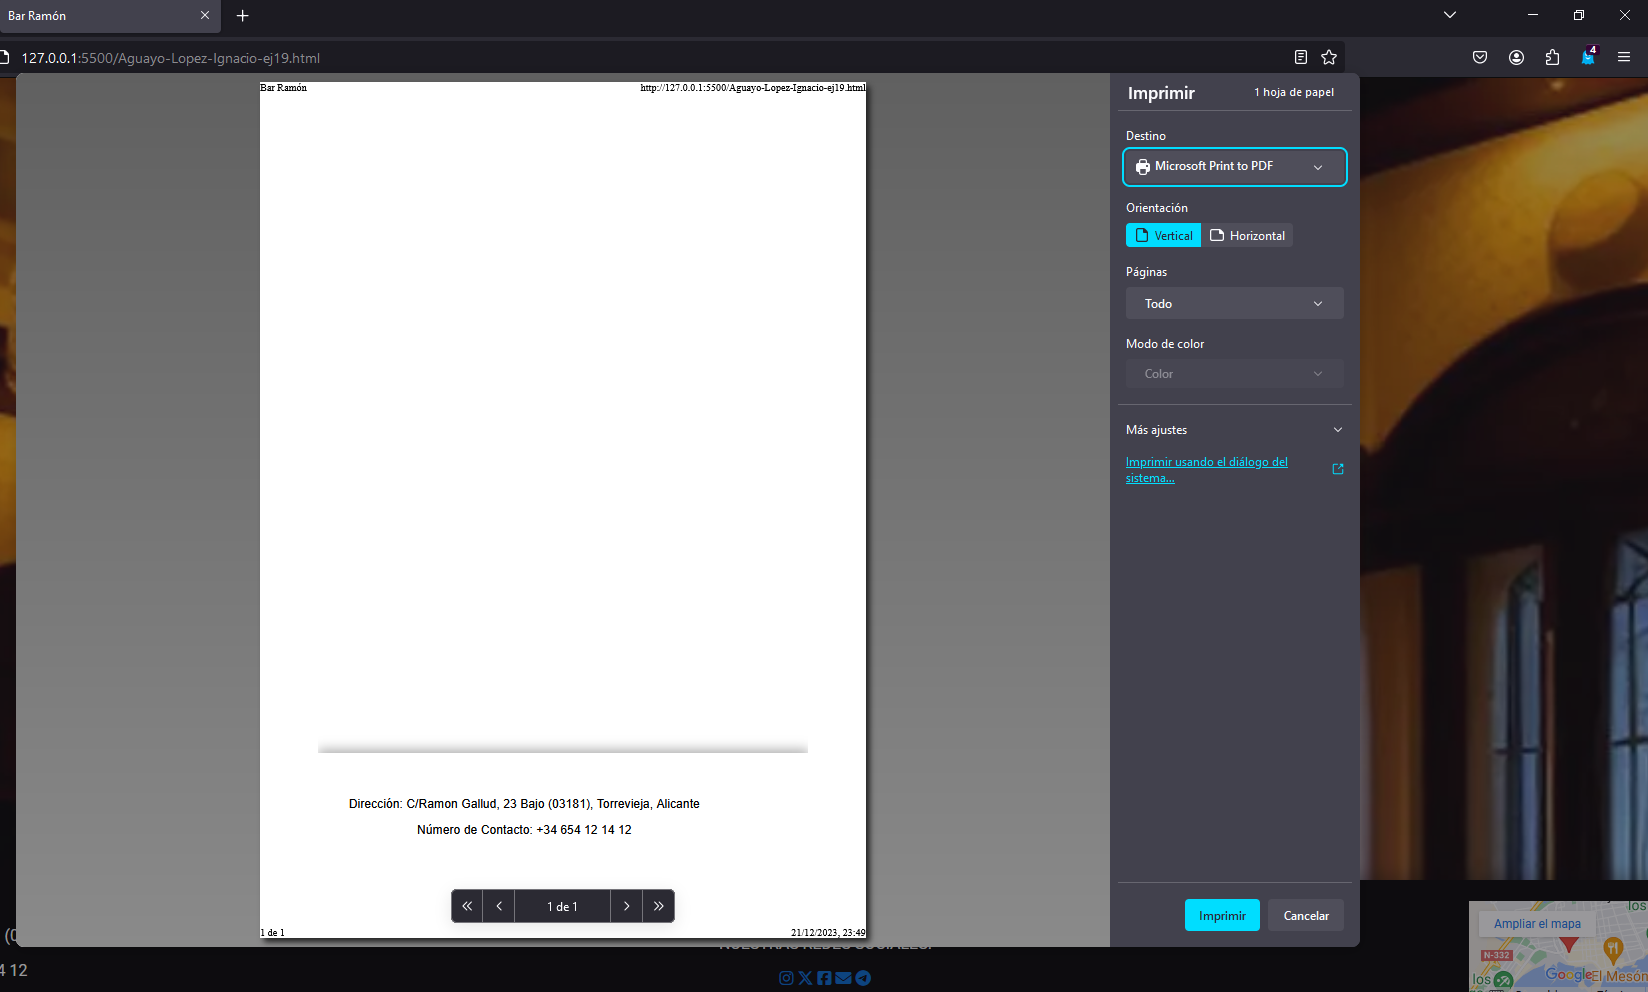 Bar Ramón
127.0.0.1:5500/Aguayo-Lopez-Ignacio-ej19.html
4
Bar Ramón
http://127.0.0.1:5500/Aguayo-Lopez-Ignacio-ej19.html
Imprimir
1 hoja de papel
Destino
Microsoft Print to PDF
Orientación
Vertical
Horizontal
Páginas
Todo
Modo de color
Color
Más ajustes
Imprimir usando el diálogo del
sistema...
Dirección: C/Ramon Gallud, 23 Bajo (03181), Torrevieja, Alicante
Número de Contacto: +34 654 12 14 12
1 de 1
1 de 1
21/12/2023, 23:49
Imprimir
Cancelar
NUESTRAS REDES SOCIALES:
4 12
Ampliar el mapa
los
N-332
Google
El Mesón
los